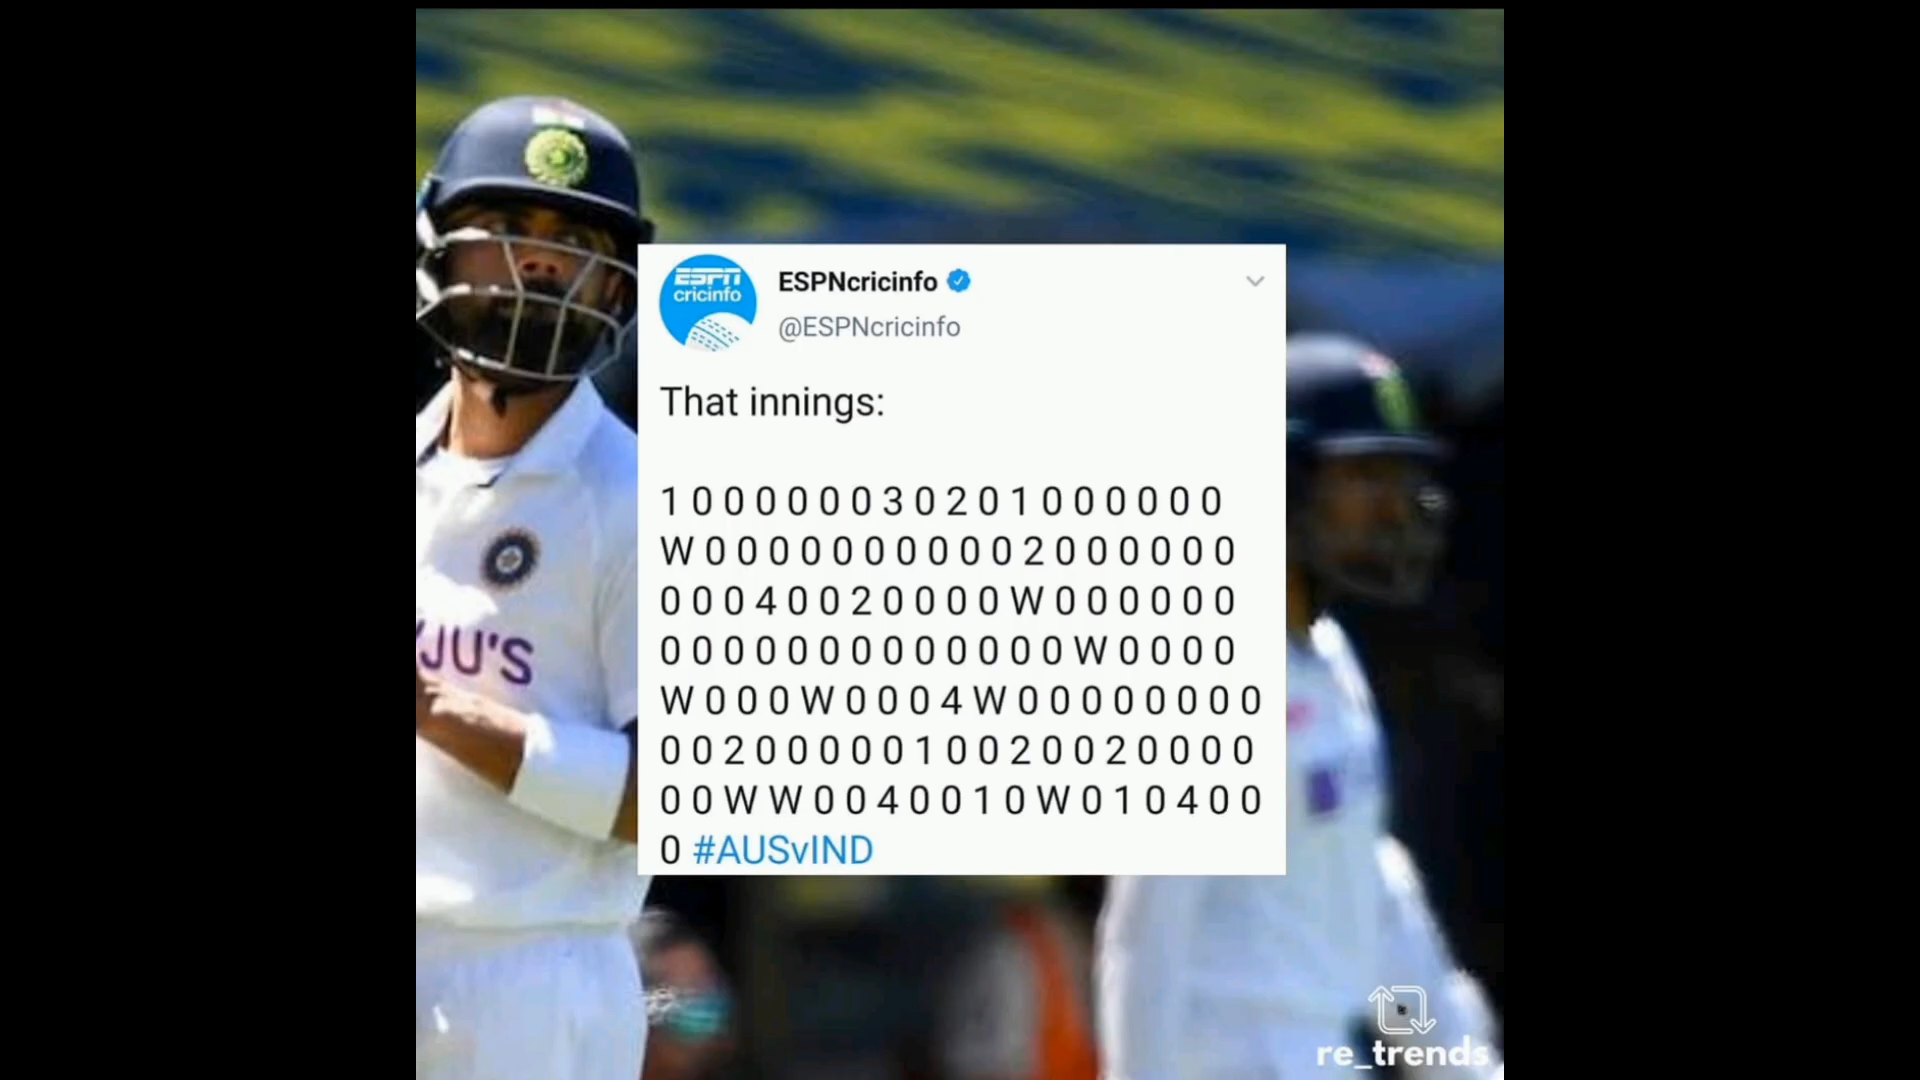 ESPN
cricinfo
ESPNcricinfo
@ESPNcricinfo
That innings:
1 0 0 0 0 0 0 3 0 2 0 1 0 0 0 0 0 0
W 0 0 0 0 0 0 0 0 0 0 2 0 0 0 0 0 0
0 0 0 4 0 0 2 0 0 0 0 W 0 0 0 0 0 0
0 0 0 0 0 0 0 0 0 0 0 0 0 W 0 0 0 0
W 0 0 0 W 0 0 0 4 W 0 0 0 0 0 0 0 0
0 0 2 0 0 0 0 0 1 0 0 2 0 0 2 0 0 0 0
0 0 W W 0 0 4 0 0 1 0 W 0 1 0 4 0 0
0 #AUSvIND
JU'S
re_trends